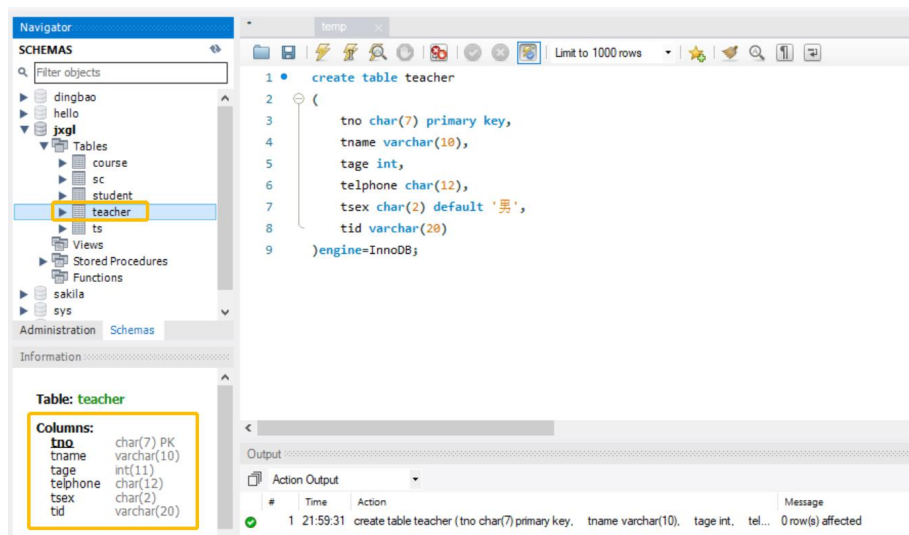 Navigator
SCHEMAS
Filter objects
dingbao
hello
jxgl
Tables
course
sc
student
teacher
ts
Views
Stored Procedures
Functions
sakila
sys
Administration Schemas
Information
Table: teacher
Columns:
tno char(7) PK
tname varchar(10)
tage int(11)
telphone char(12)
tsex char(2)
tid varchar(20)
temp
Limit to 1000 rows
1 create table teacher
2 (
3 tno char(7) primary key,
4 tname varchar(10),
5 tage int,
6 telphone char(12),
7 tsex char(2) default '男',
8 tid varchar(20)
9 )engine=InnoDB;
Output
Action Output
# Time Action Message
1 21:59:31 create table teacher ( tno char(7) primary key, tname varchar(10), tage int, tel... 0 row(s) affected